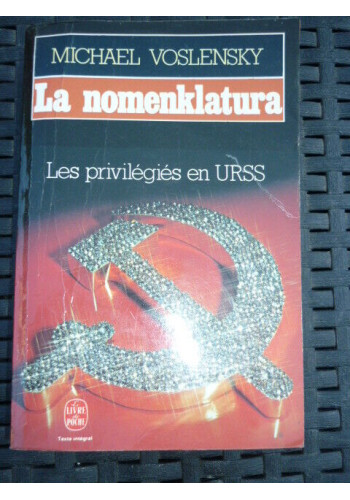 MICHAEL VOSLENSKY
La nomenklatura
Les privilégiés en URSS
LE LIVRE
de
POCHE
Texte intégral